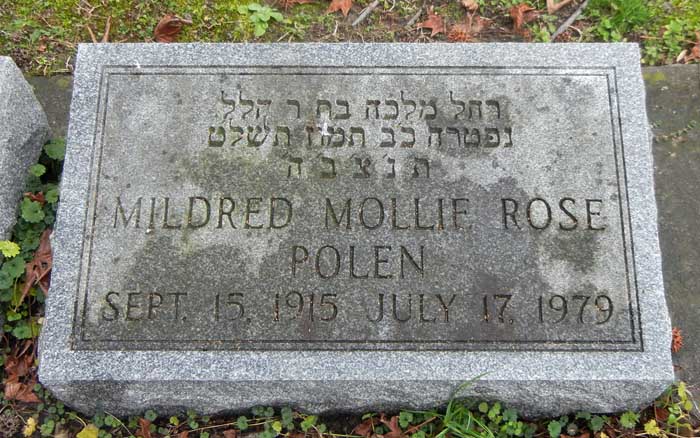 רחל מלכה בת ר הלל
נפטרה כב תמוז תשלט
ת נ צ ב ה
MILDRED MOLLIE ROSE
POLEN
SEPT. 15, 1915 JULY 17, 1979